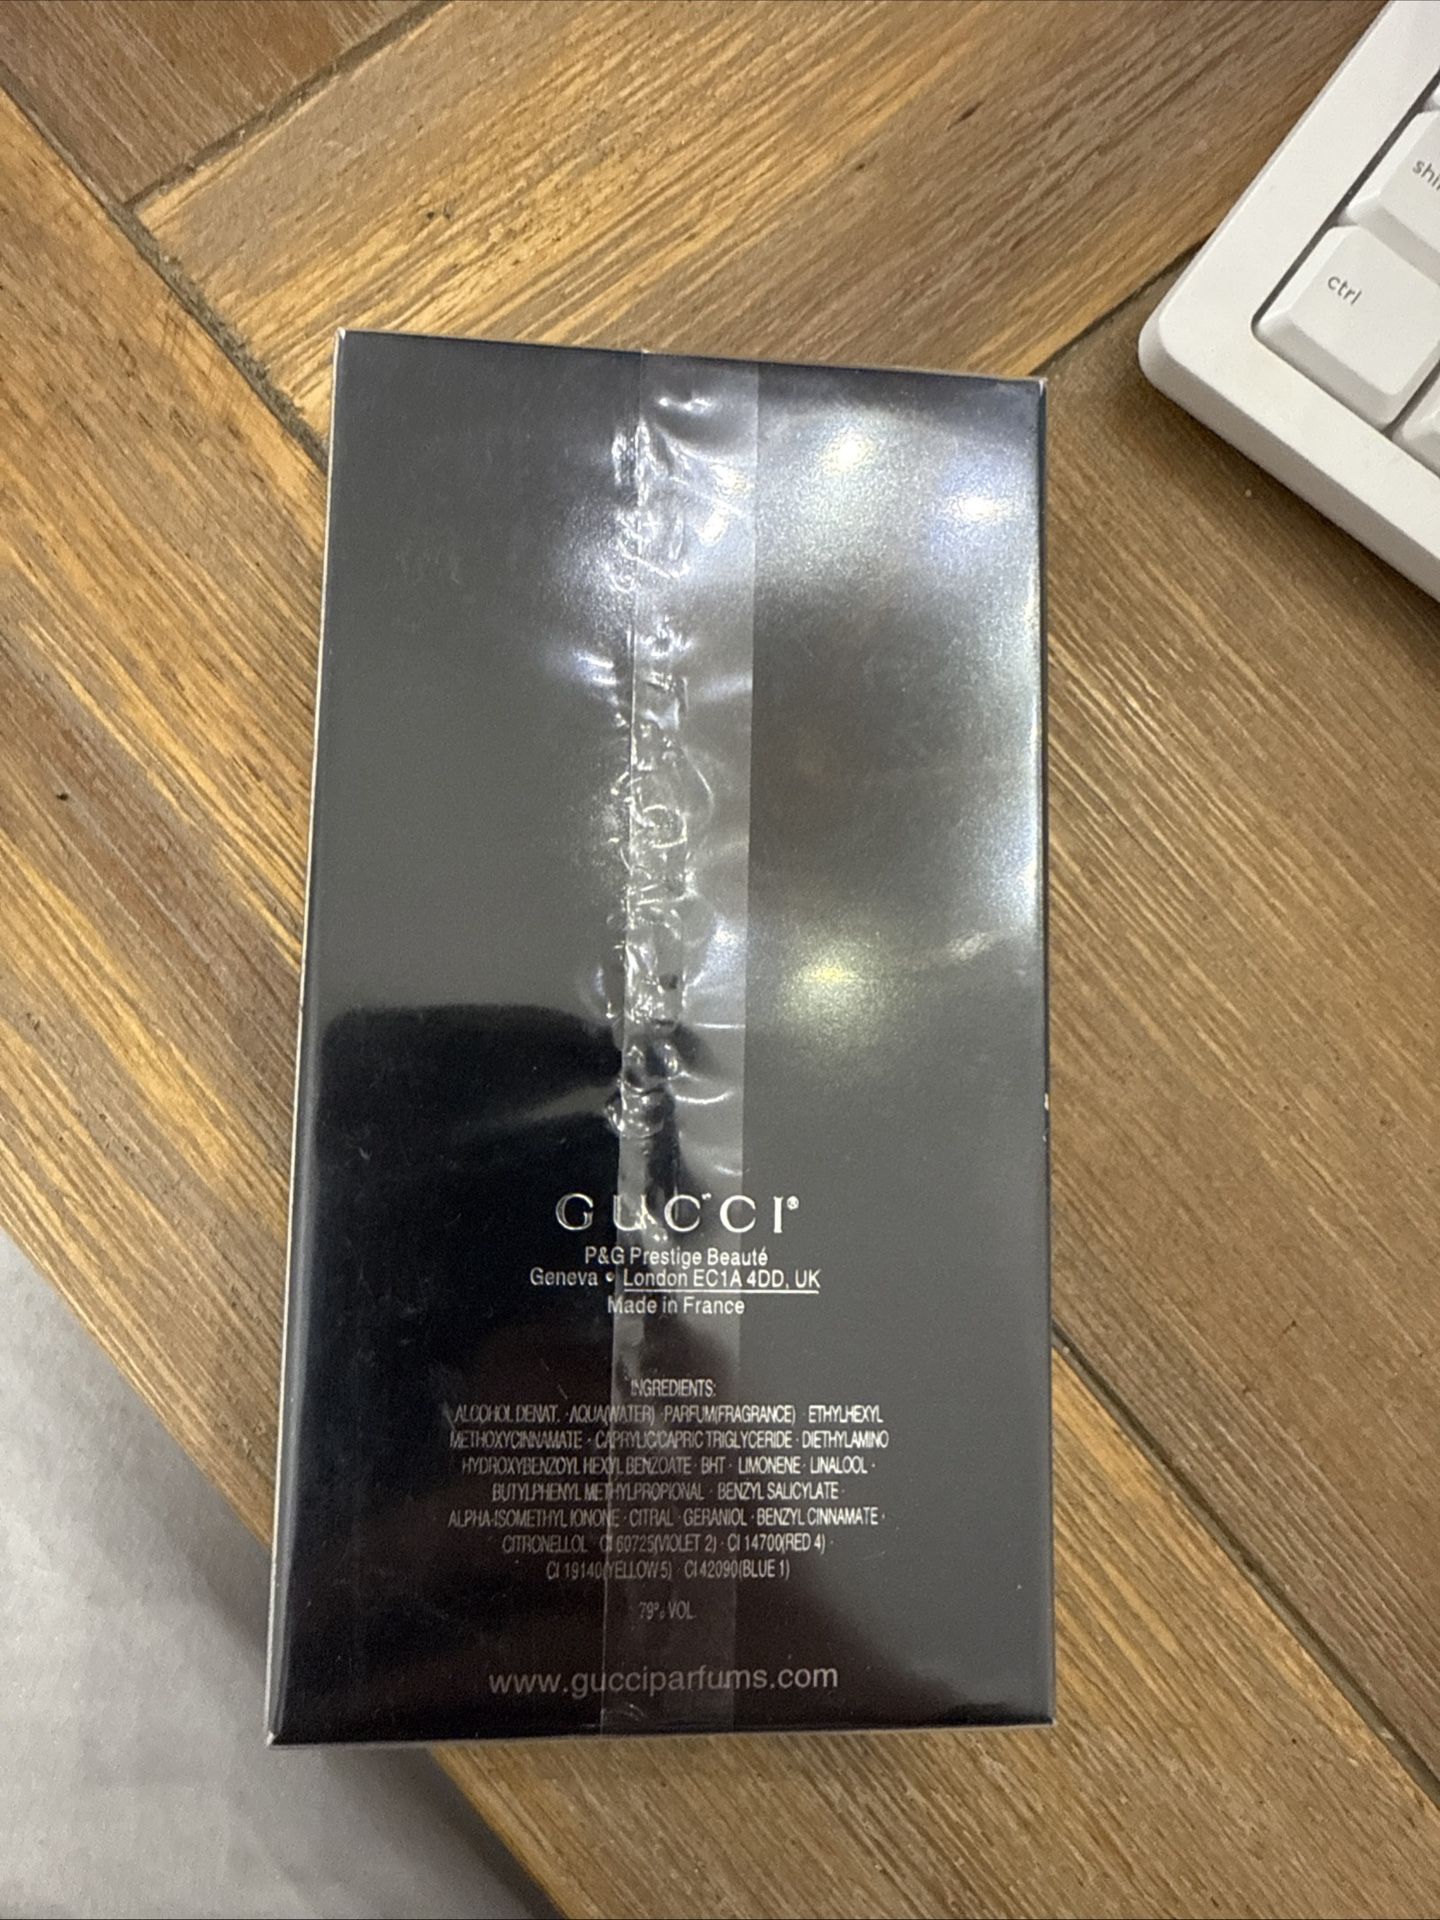 shi
ctrl
GUCCI®
P&G Prestige Beauté
Geneva • London EC1A 4DD, UK
Made in France
INGREDIENTS:
ALCOHOL DENAT. · AQUA(WATER) · PARFUM(FRAGRANCE) · ETHYLHEXYL
METHOXYCINNAMATE · CAPRYLIC/CAPRIC TRIGLYCERIDE · DIETHYLAMINO
HYDROXYBENZOYL HEXYL BENZOATE · BHT · LIMONENE · LINALOOL ·
BUTYLPHENYL METHYLPROPIONAL · BENZYL SALICYLATE ·
ALPHA-ISOMETHYL IONONE · CITRAL · GERANIOL · BENZYL CINNAMATE ·
CITRONELLOL · CI 60725(VIOLET 2) · CI 14700(RED 4) ·
CI 19140(YELLOW 5) · CI 42090(BLUE 1)
79% VOL.
www.gucciparfums.com